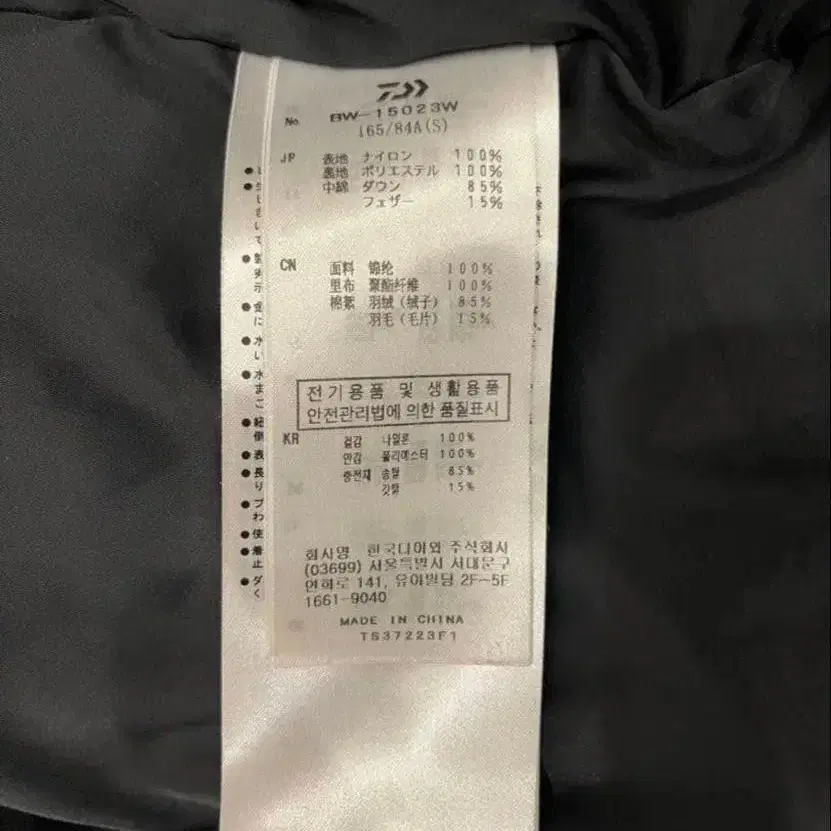 No. BW-15023W
165/84A(S)
JP 表地 ナイロン 100%
裏地 ポリエステル 100%
中綿 ダウン 85%
フェザー 15%
CN 面料 锦纶 100%
里布 聚酯纤维 100%
棉絮 羽绒(绒子) 85%
羽毛(毛片) 15%
전기용품 및 생활용품
안전관리법에 의한 품질표시
KR 겉감 나일론 100%
안감 폴리에스터 100%
충전재 솜털 85%
깃털 15%
회사명 한국다이와 주식회사
(03699) 서울특별시 서대문구
연희로 141, 유아빌딩 2F-5F
1661-9040
MADE IN CHINA
TS37223F1